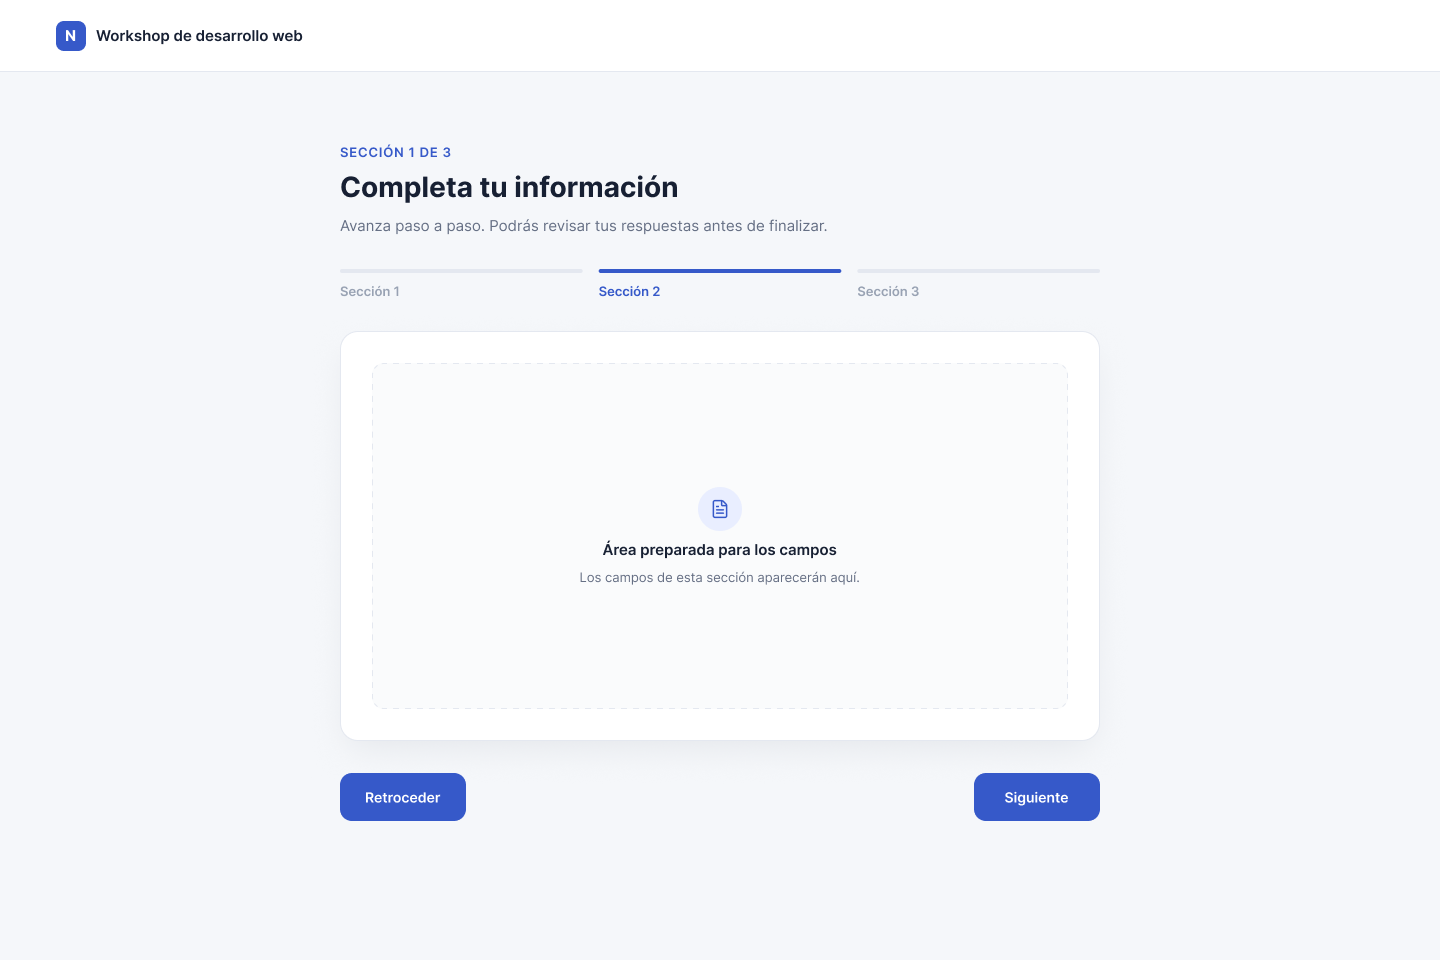 N
Workshop de desarrollo web
SECCIÓN 1 DE 3
Completa tu información
Avanza paso a paso. Podrás revisar tus respuestas antes de finalizar.
Sección 1
Sección 2
Sección 3
Área preparada para los campos
Los campos de esta sección aparecerán aquí.
Retroceder
Siguiente